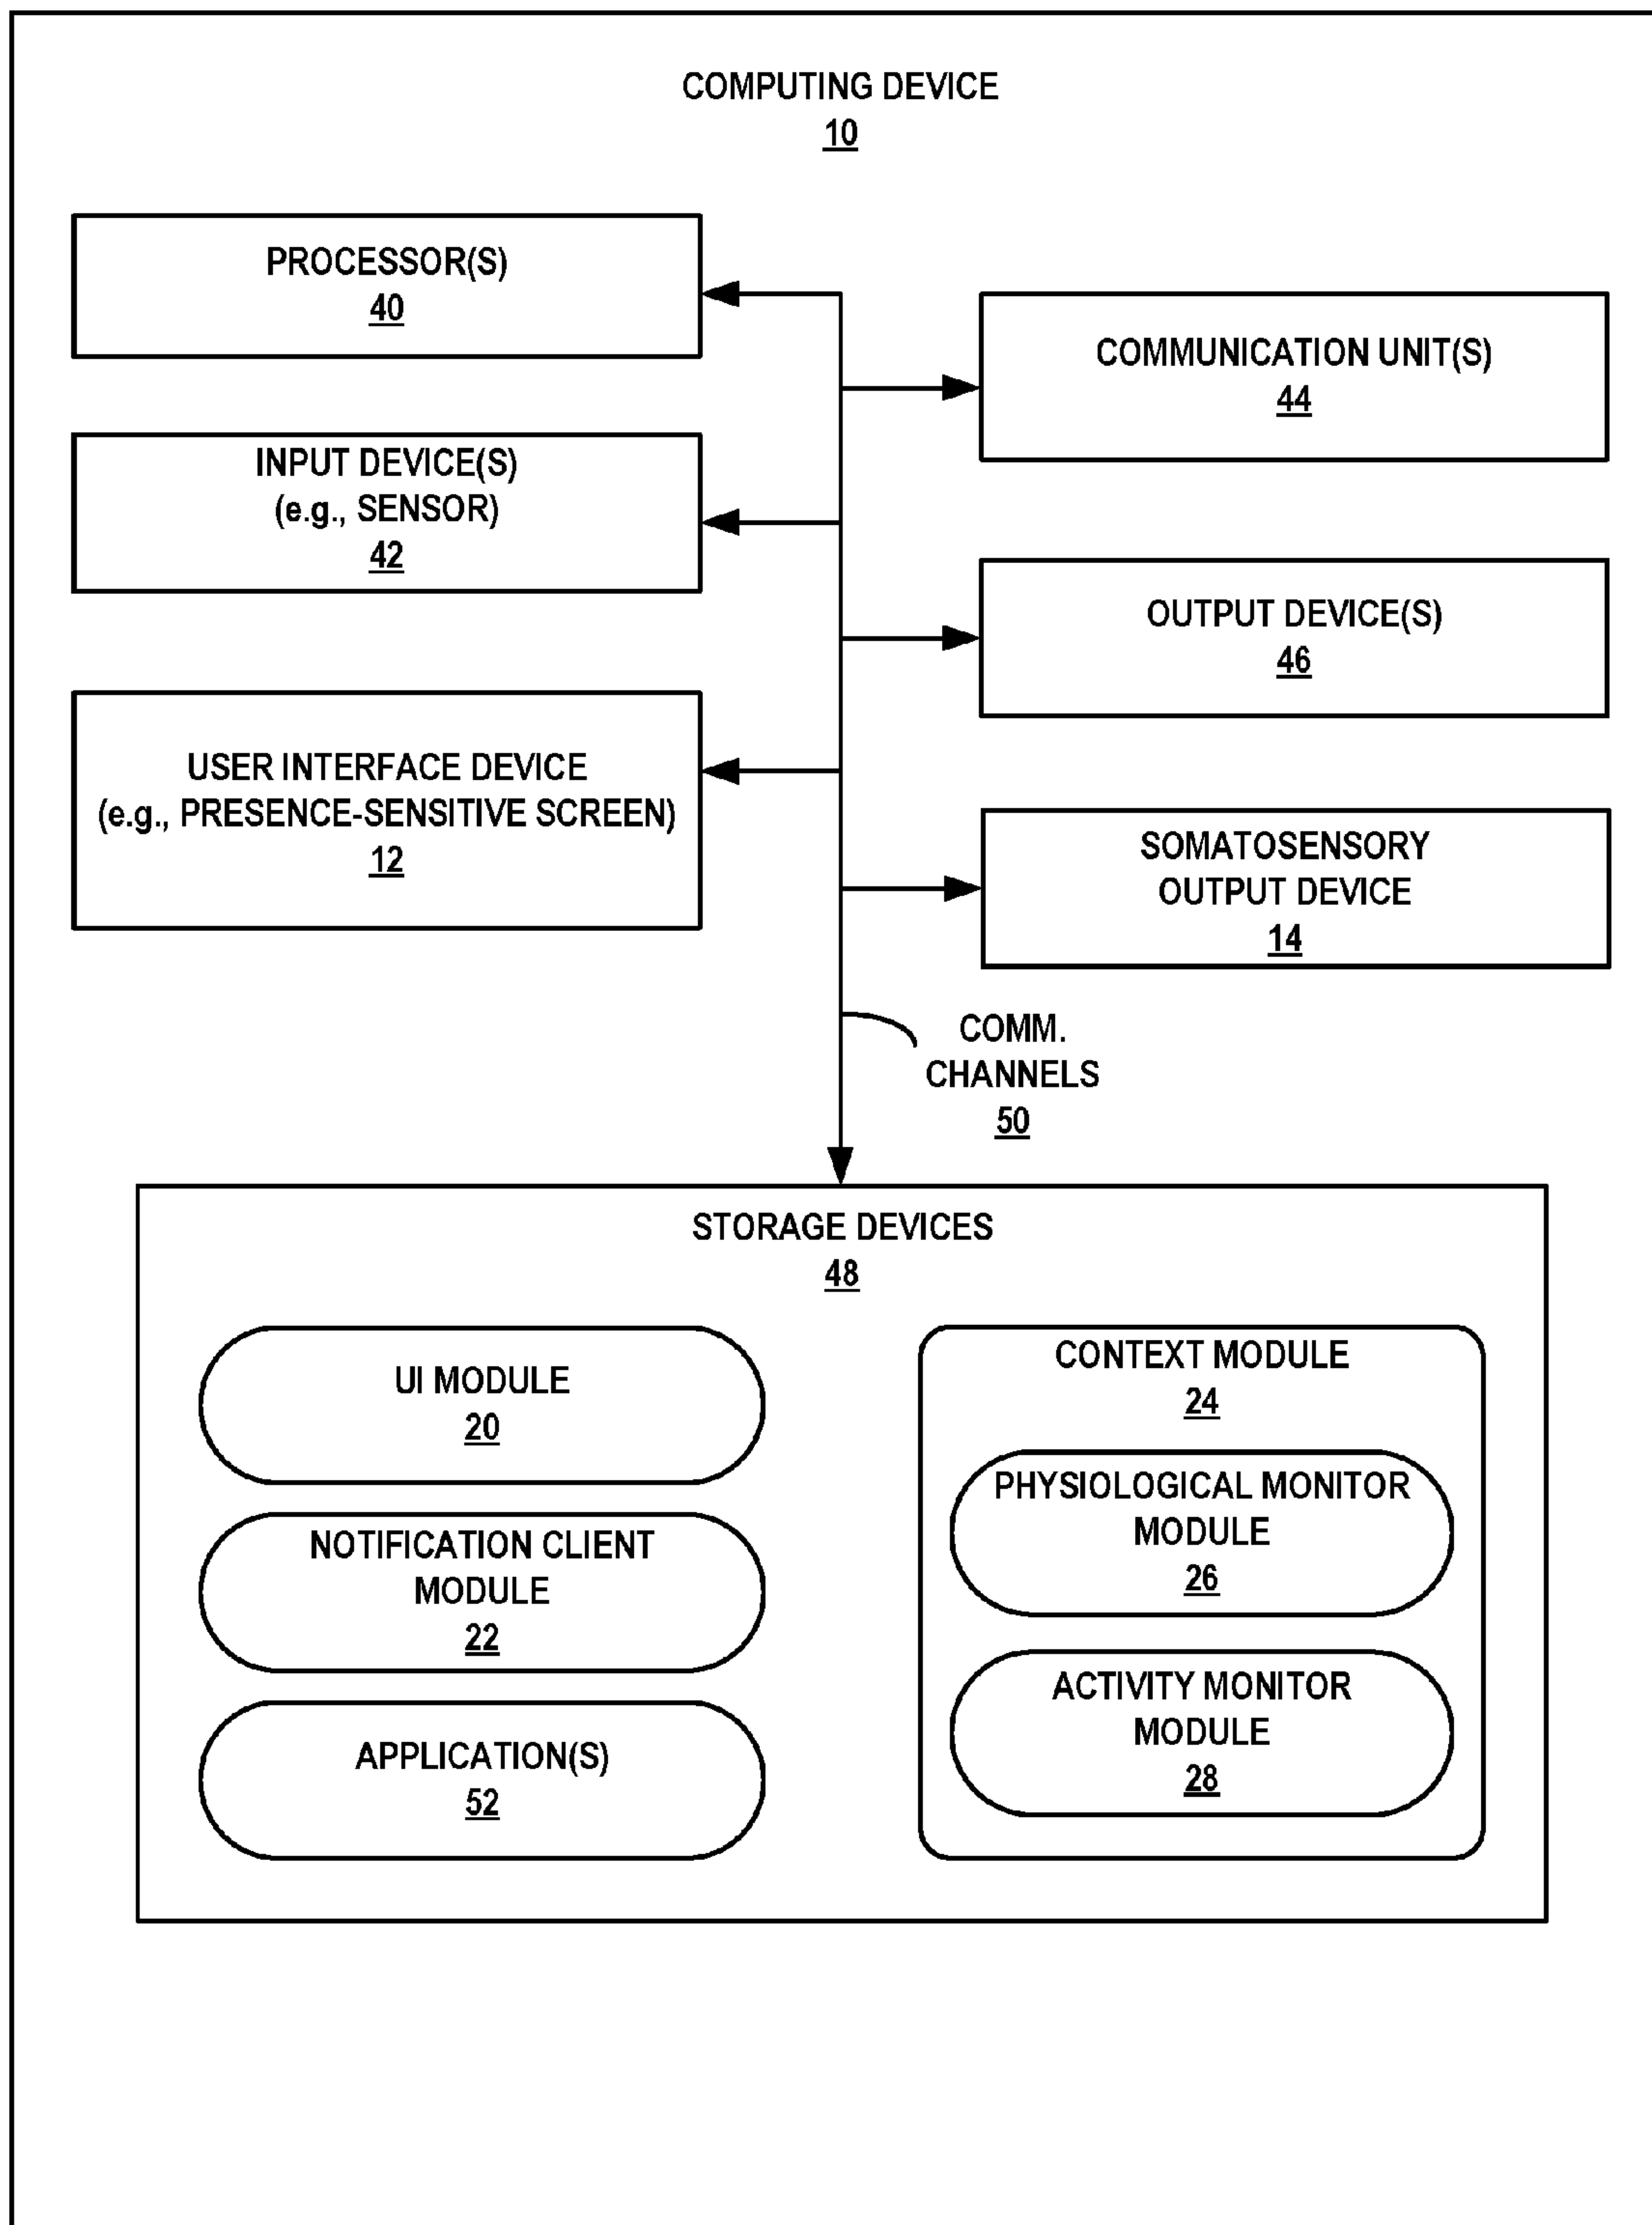 COMPUTING DEVICE
10
PROCESSOR(S)
40
COMMUNICATION UNIT(S)
44
INPUT DEVICE(S)
(e.g., SENSOR)
42
OUTPUT DEVICE(S)
46
USER INTERFACE DEVICE
(e.g., PRESENCE-SENSITIVE SCREEN)
12
SOMATOSENSORY
OUTPUT DEVICE
14
COMM.
CHANNELS
50
STORAGE DEVICES
48
UI MODULE
20
NOTIFICATION CLIENT
MODULE
22
APPLICATION(S)
52
CONTEXT MODULE
24
PHYSIOLOGICAL MONITOR
MODULE
26
ACTIVITY MONITOR
MODULE
28